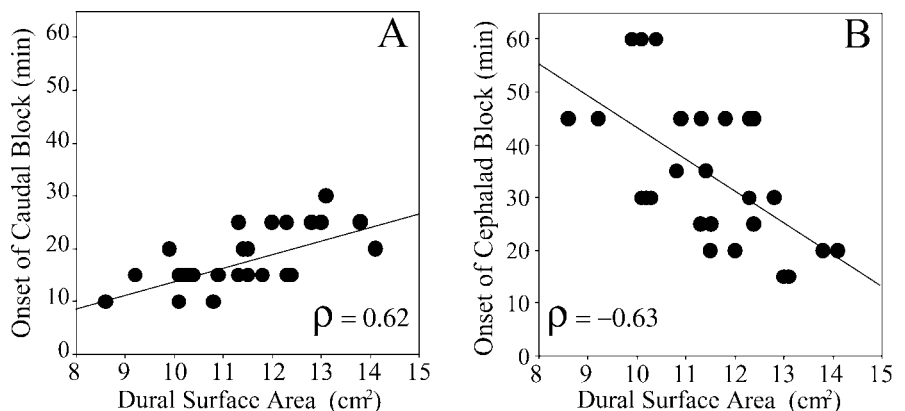 A
Onset of Caudal Block (min)
60
50
40
30
20
10
0
ρ = 0.62
8 9 10 11 12 13 14 15
Dural Surface Area (cm²)
B
Onset of Cephalad Block (min)
60
50
40
30
20
10
0
ρ = −0.63
8 9 10 11 12 13 14 15
Dural Surface Area (cm²)